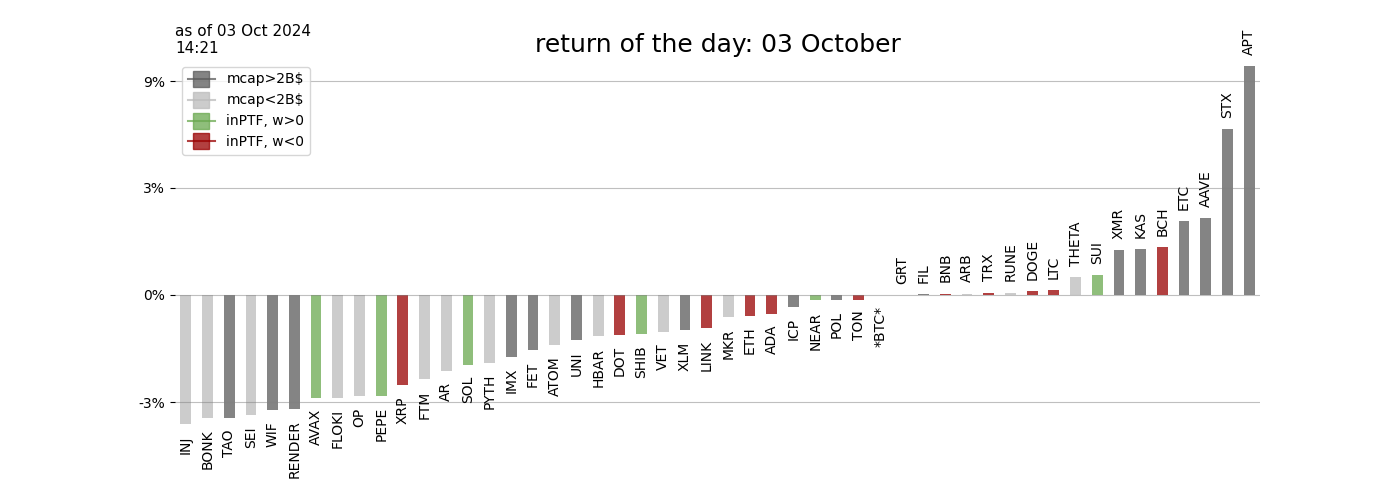 as of 03 Oct 2024
14:21
return of the day: 03 October
mcap>2B$
mcap<2B$
inPTF, w>0
inPTF, w<0
9%
3%
0%
-3%
INJ
BONK
TAO
SEI
WIF
RENDER
AVAX
FLOKI
OP
PEPE
XRP
FTM
AR
SOL
PYTH
IMX
FET
ATOM
UNI
HBAR
DOT
SHIB
VET
XLM
LINK
MKR
ETH
ADA
ICP
NEAR
POL
TON
*BTC*
GRT
FIL
BNB
ARB
TRX
RUNE
DOGE
LTC
THETA
SUI
XMR
KAS
BCH
ETC
AAVE
STX
APT